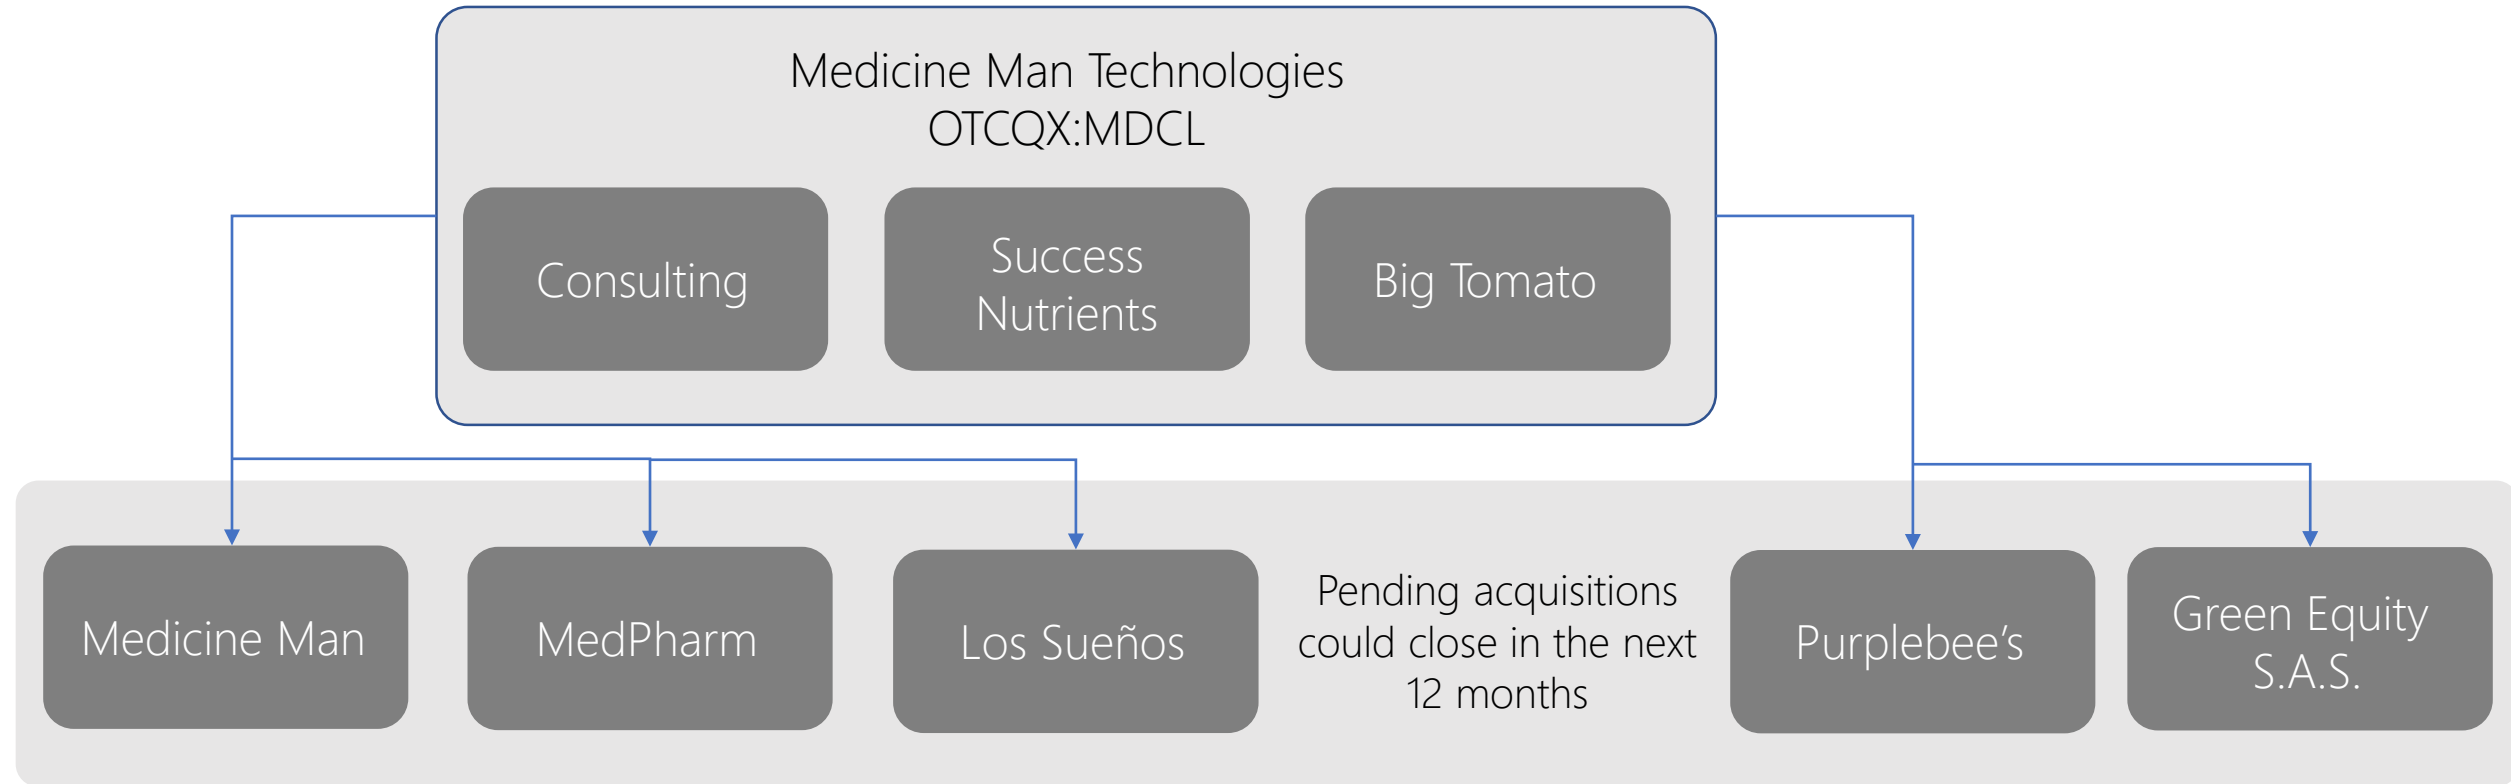 Medicine Man Technologies
OTCQX:MDCL
Consulting
Success
Nutrients
Big Tomato
Medicine Man
MedPharm
Los Sueños
Pending acquisitions
could close in the next
12 months
Purplebee’s
Green Equity
S.A.S.